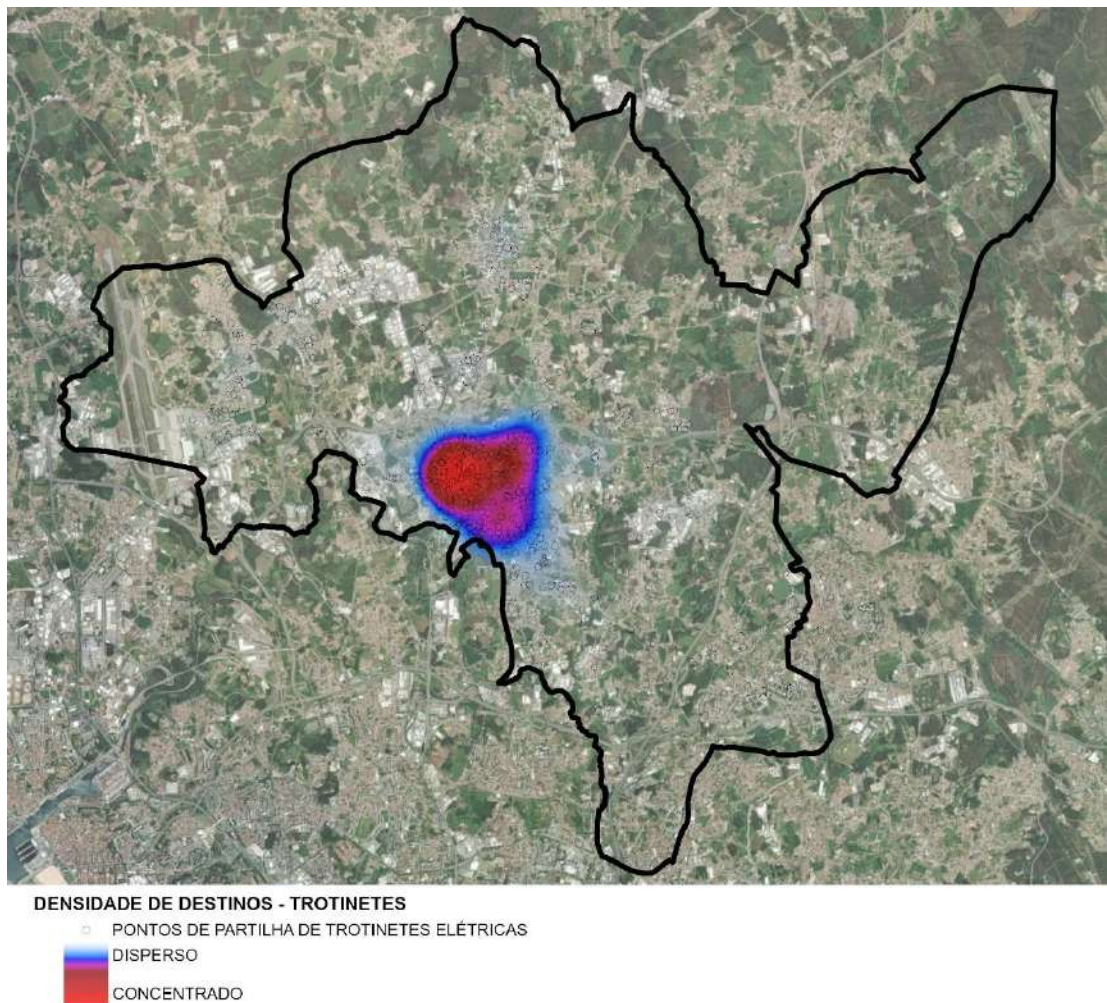 DENSIDADE DE DESTINOS - TROTINETES
PONTOS DE PARTILHA DE TROTINETES ELÉTRICAS
DISPERSO
CONCENTRADO